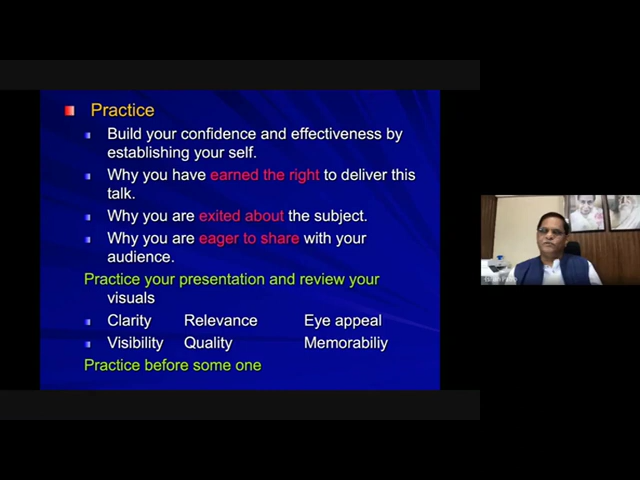 Practice
Build your confidence and effectiveness by
establishing your self.
Why you have earned the right to deliver this
talk.
Why you are exited about the subject.
Why you are eager to share with your
audience.
Practice your presentation and review your
visuals
Clarity Relevance Eye appeal
Visibility Quality Memorabiliy
Practice before some one